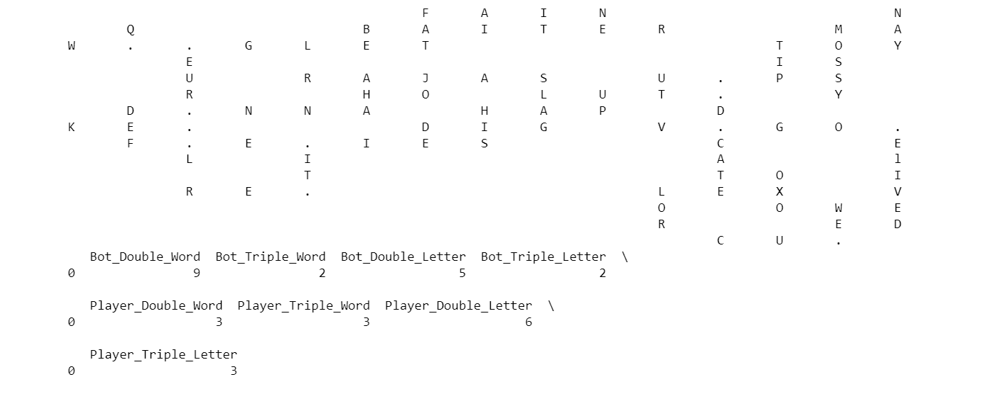 F A I N N
Q B A I T E R M A
W . . G L E T T O Y
E I S
U R A J A S U . P S
R H O L U T . Y
D . N N A H A P D
K E . D I G V . G O .
F . E . I E S C E
L I A l
T T O I
R E . L E X V
O O W E
R E D
C U .
Bot_Double_Word Bot_Triple_Word Bot_Double_Letter Bot_Triple_Letter \
0 9 2 5 2
Player_Double_Word Player_Triple_Word Player_Double_Letter \
0 3 3 6
Player_Triple_Letter
0 3